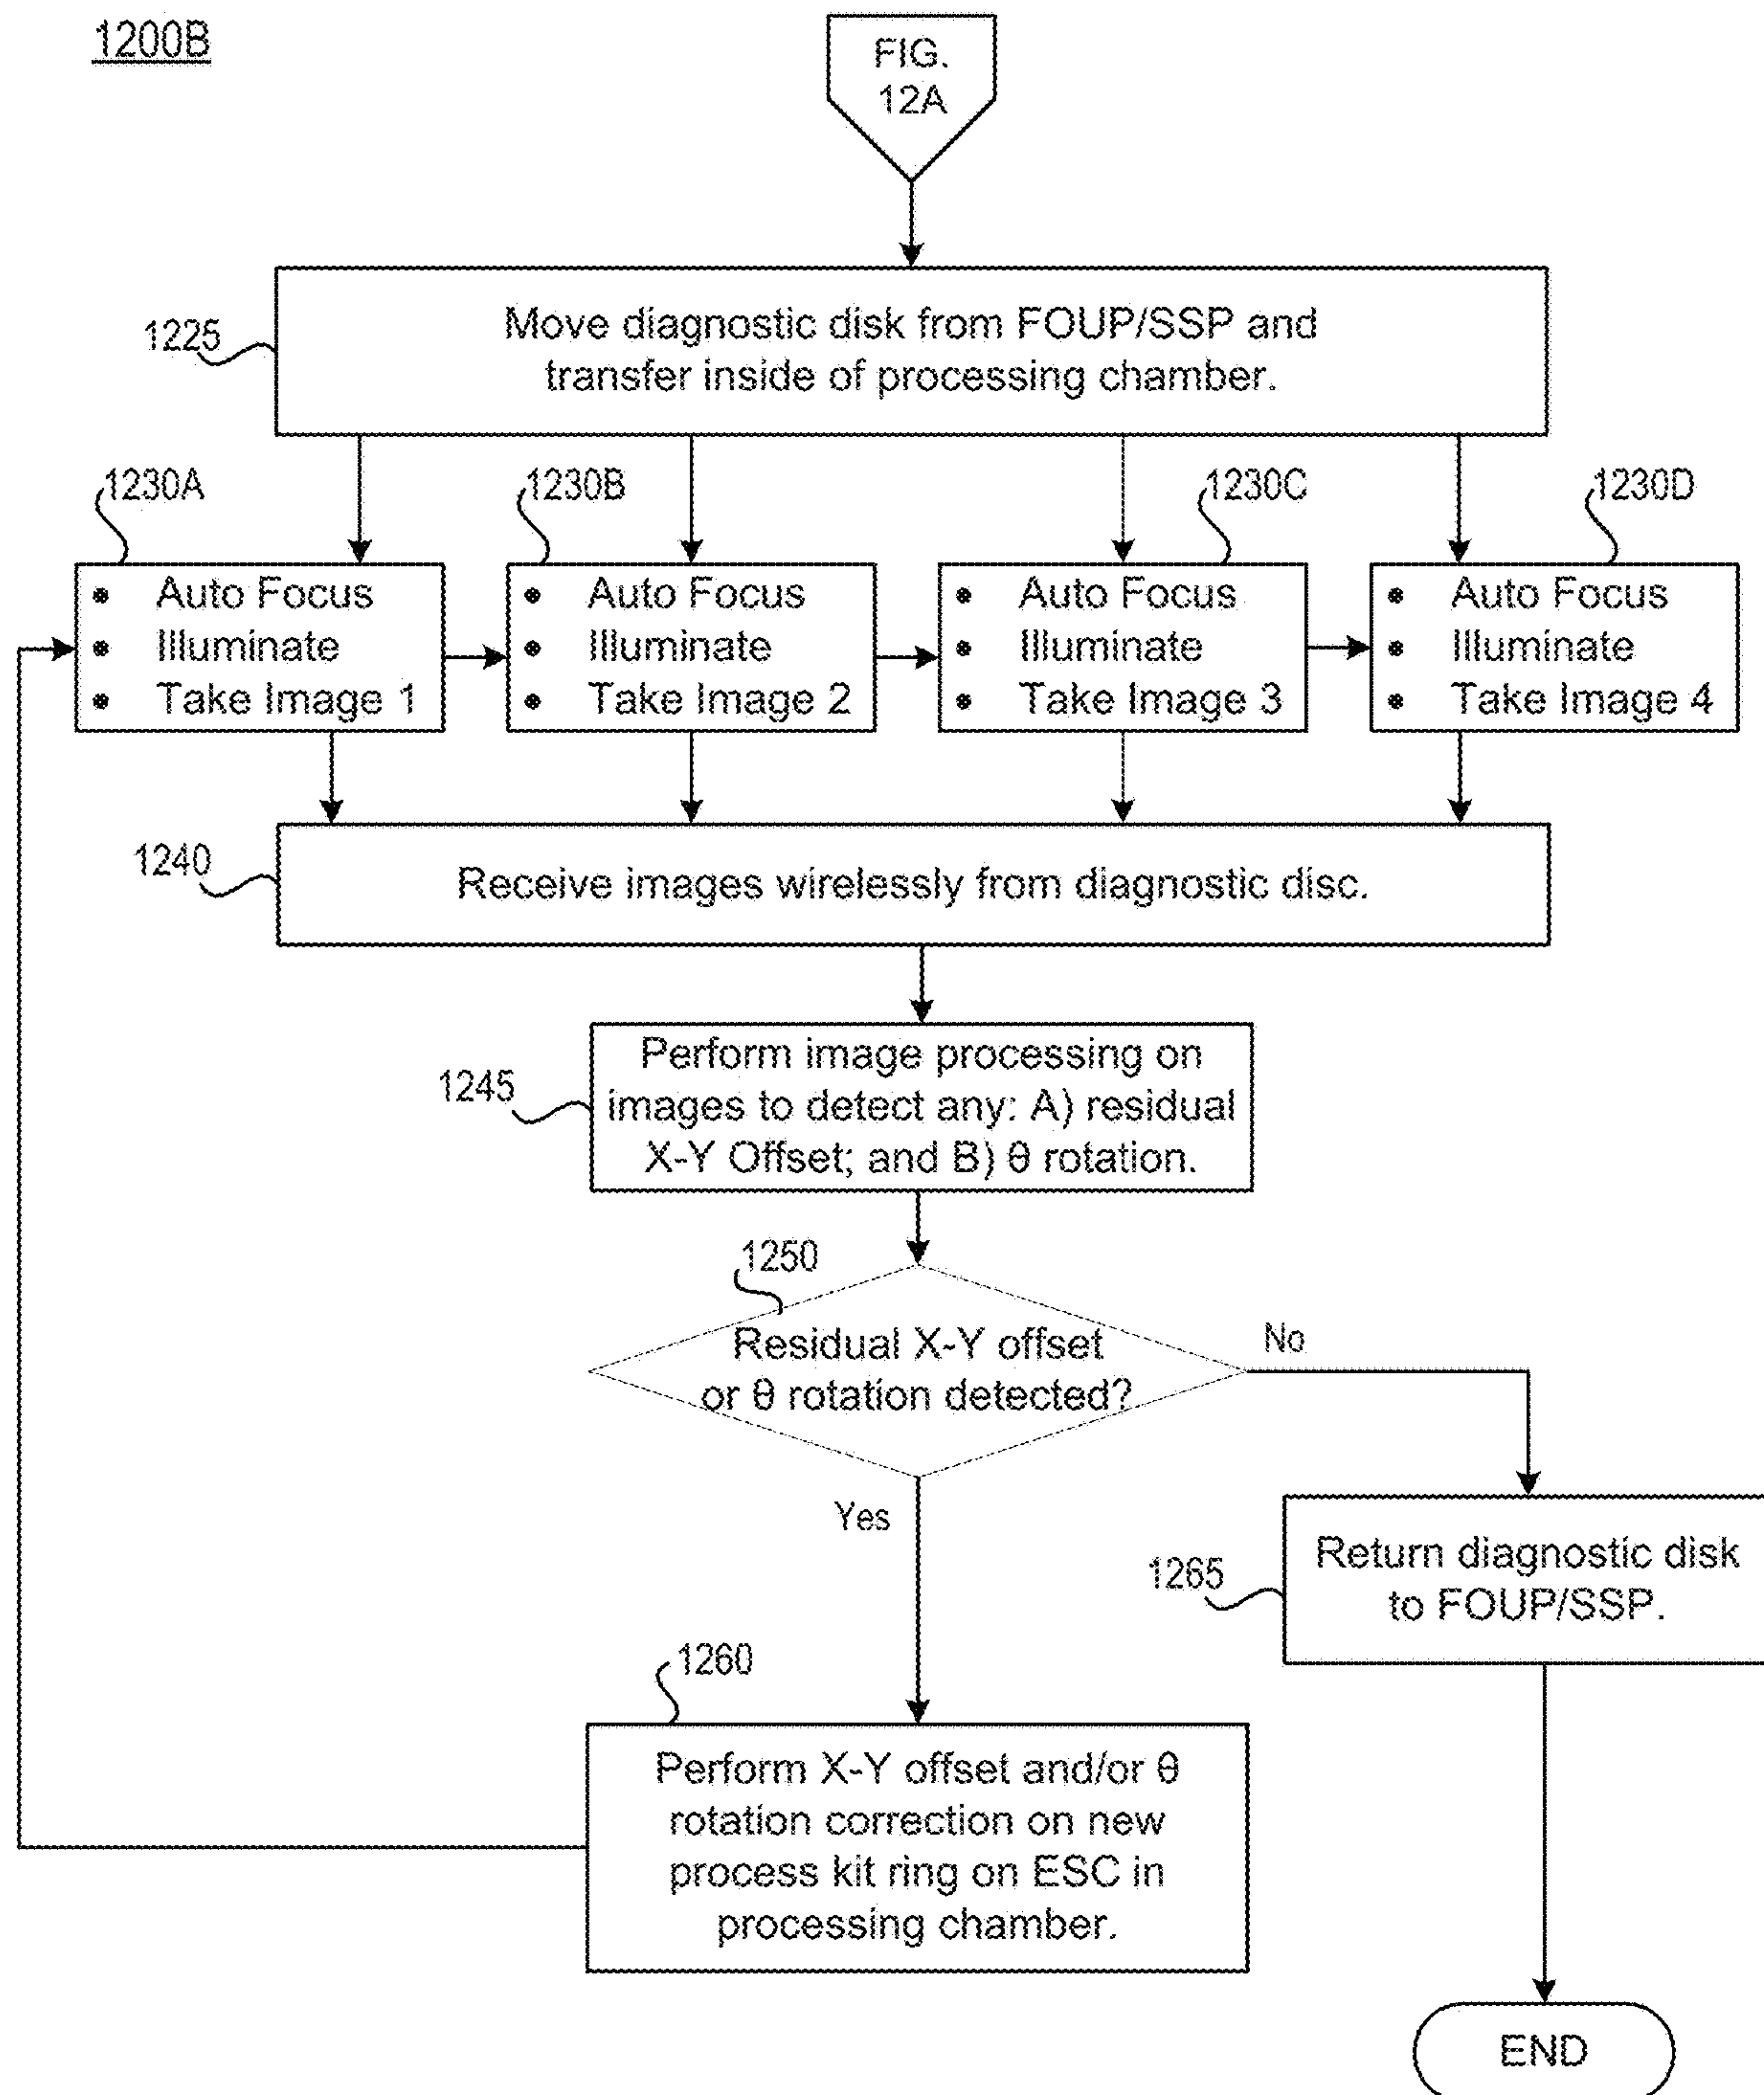 1200B
FIG.
12A
1225
Move diagnostic disk from FOUP/SSP and
transfer inside of processing chamber.
1230A
1230B
1230C
1230D
• Auto Focus
• Illuminate
• Take Image 1
• Auto Focus
• Illuminate
• Take Image 2
• Auto Focus
• Illuminate
• Take Image 3
• Auto Focus
• Illuminate
• Take Image 4
1240
Receive images wirelessly from diagnostic disc.
1245
Perform image processing on
images to detect any: A) residual
X-Y Offset; and B) θ rotation.
1250
Residual X-Y offset
or θ rotation detected?
No
Yes
1265
Return diagnostic disk
to FOUP/SSP.
1260
Perform X-Y offset and/or θ
rotation correction on new
process kit ring on ESC in
processing chamber.
END